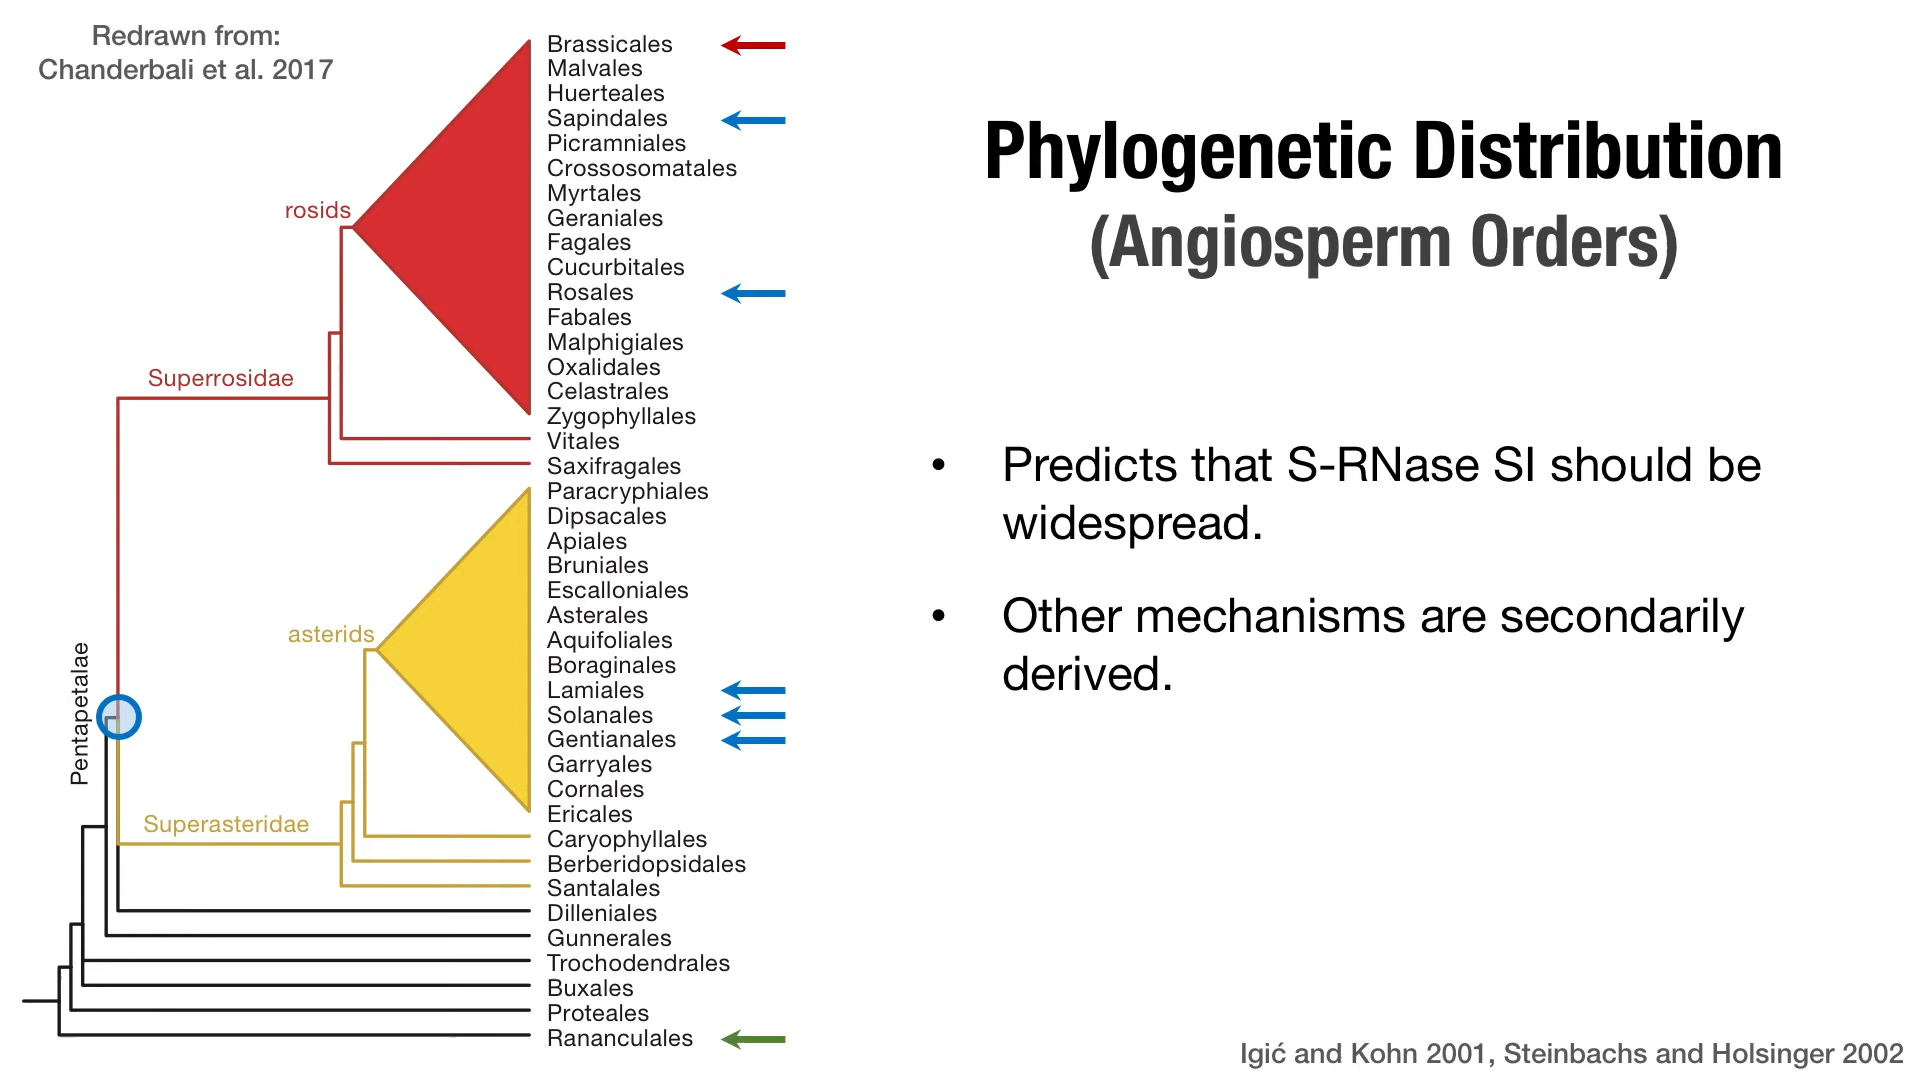 Redrawn from:
Chanderbali et al. 2017
Phylogenetic Distribution
(Angiosperm Orders)
Brassicales
Malvales
Huerteales
Sapindales
Picramniales
Crossosomatales
Myrtales
Geraniales
Fagales
Cucurbitales
Rosales
Fabales
Malphigiales
Oxalidales
Celastrales
Zygophyllales
Vitales
Saxifragales
Paracryphiales
Dipsacales
Apiales
Bruniales
Escalloniales
Asterales
Aquifoliales
Boraginales
Lamiales
Solanales
Gentianales
Garryales
Cornales
Ericales
Caryophyllales
Berberidopsidales
Santalales
Dilleniales
Gunnerales
Trochodendrales
Buxales
Proteales
Rananculales
rosids
Superrosidae
asterids
Pentapetalae
Superasteridae
• Predicts that S-RNase SI should be
widespread.
• Other mechanisms are secondarily
derived.
Igić and Kohn 2001, Steinbachs and Holsinger 2002